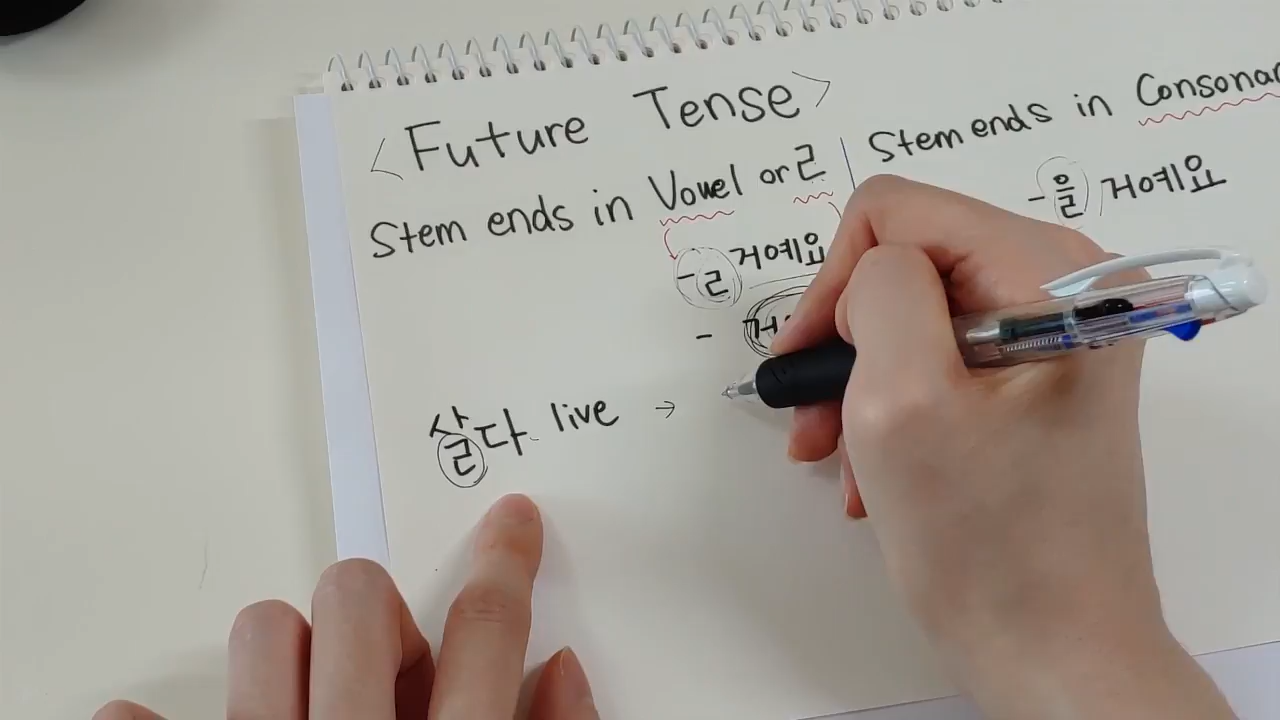 <Future Tense>
Stem ends in Vowel or ㄹ
-ㄹ 거예요
-
살다 live →
Stem ends in
-을 거예요